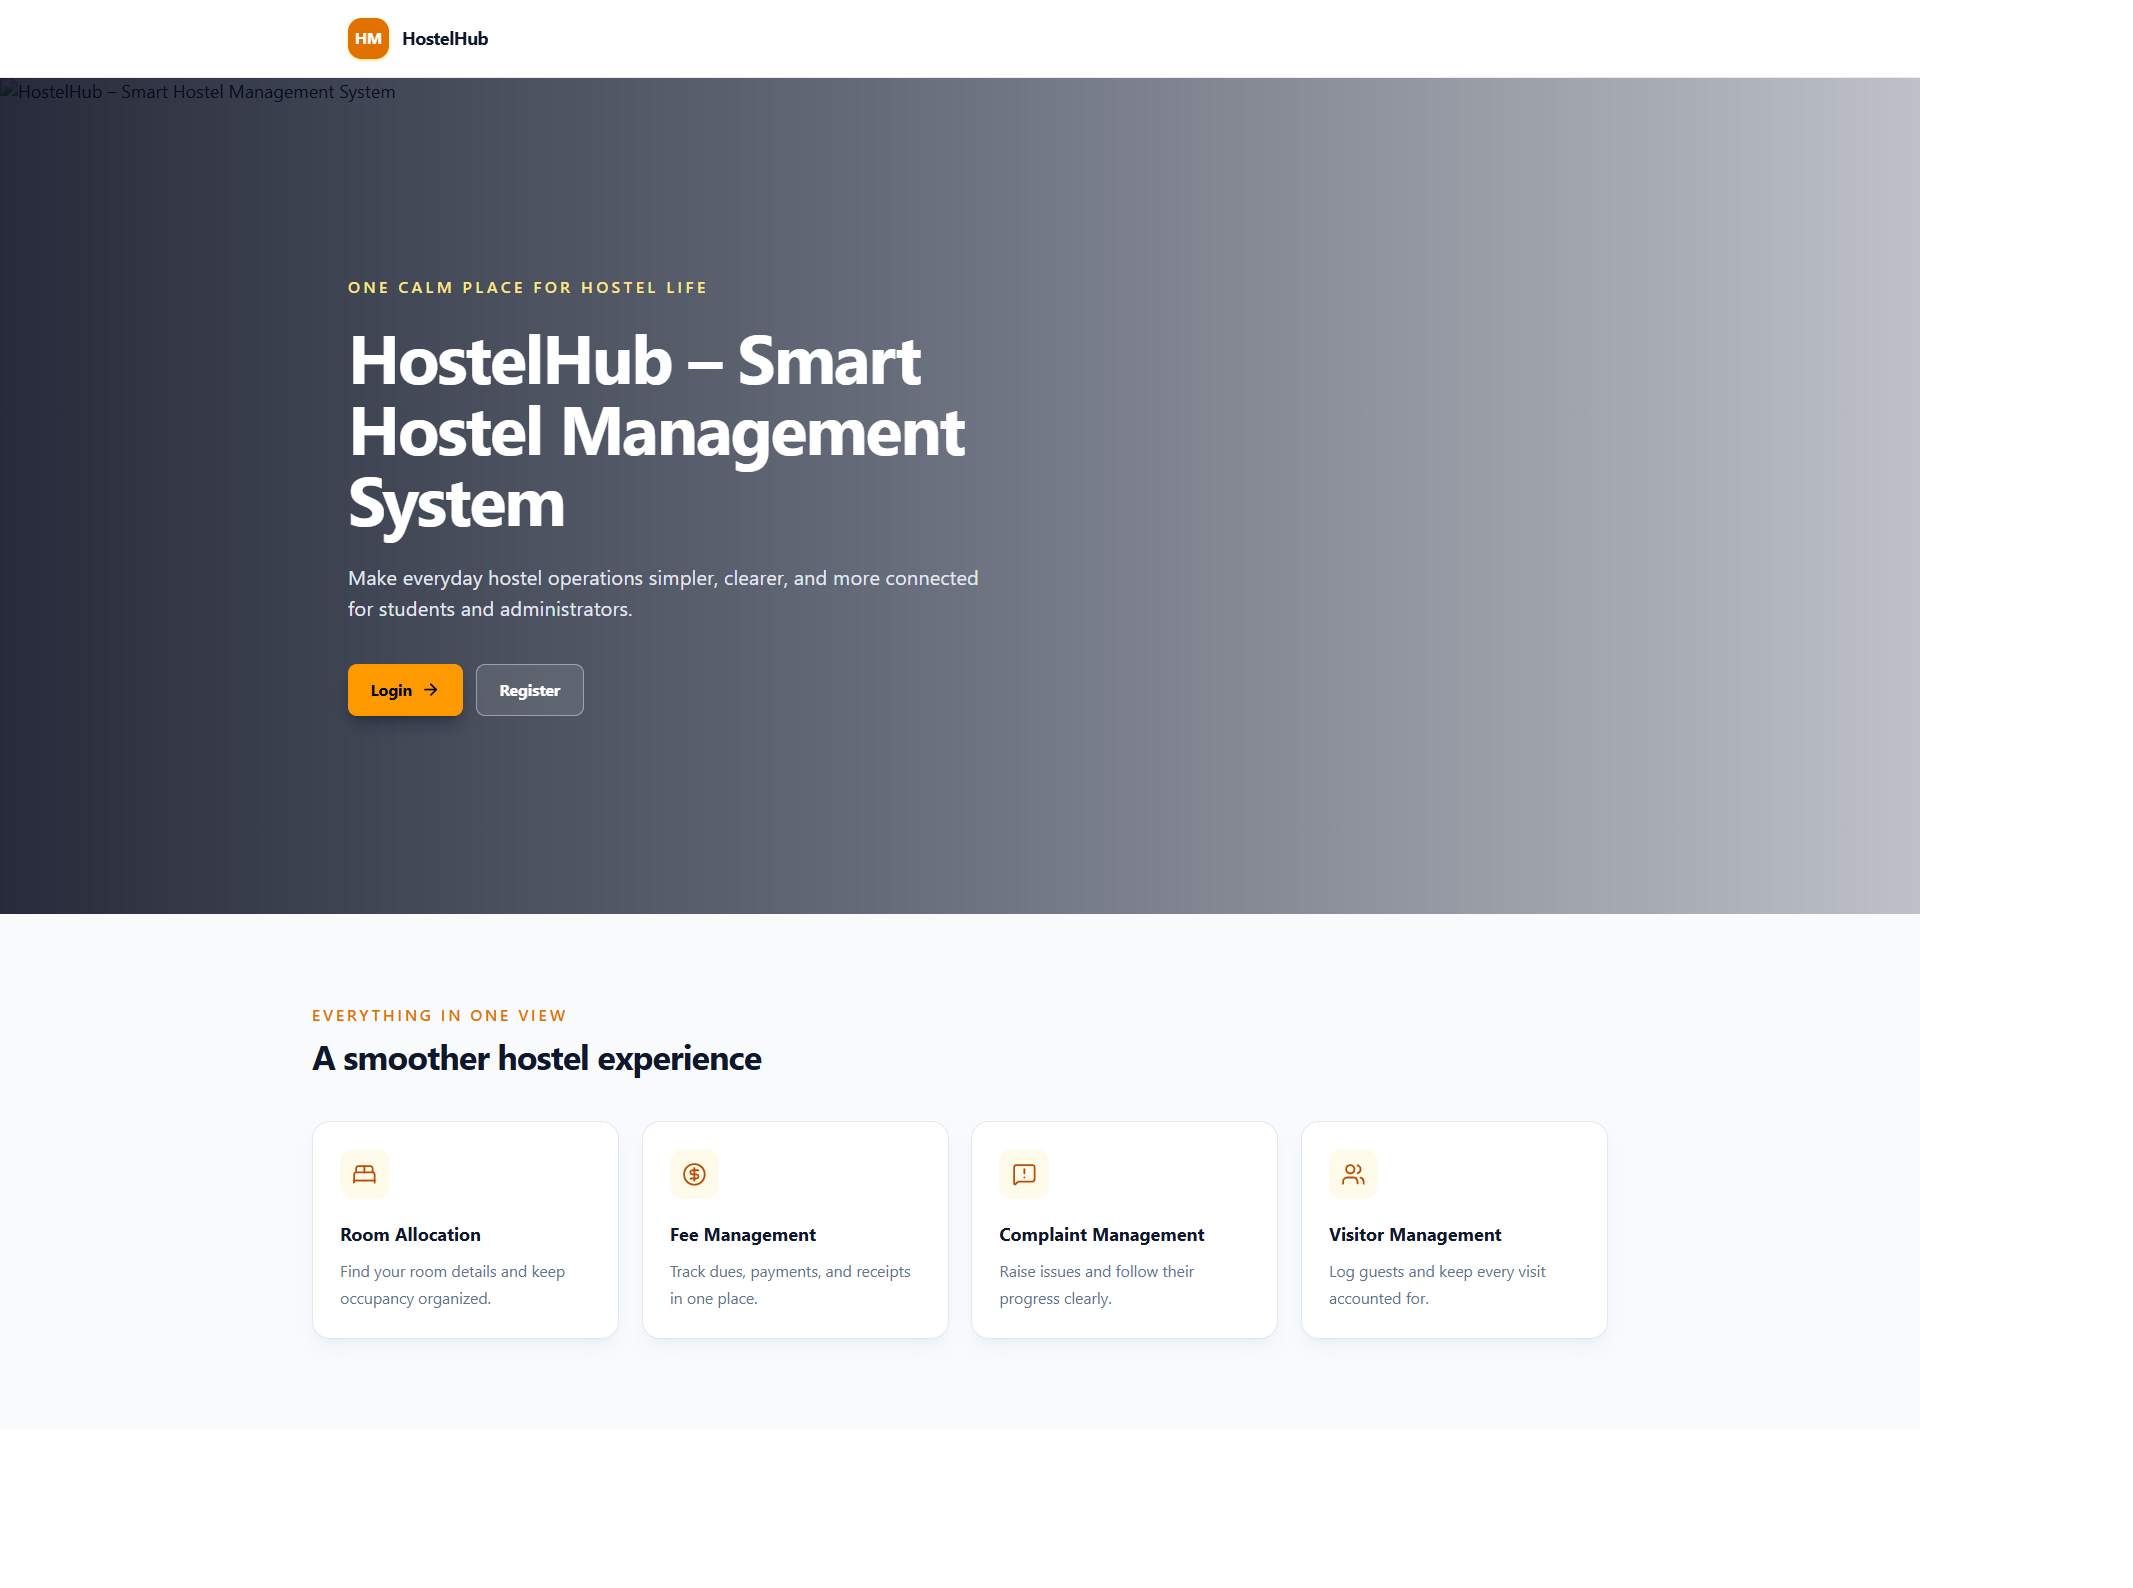 HM HostelHub
HostelHub – Smart Hostel Management System
ONE CALM PLACE FOR HOSTEL LIFE
HostelHub – Smart
Hostel Management
System
Make everyday hostel operations simpler, clearer, and more connected
for students and administrators.
Login → Register
EVERYTHING IN ONE VIEW
A smoother hostel experience
Room Allocation
Find your room details and keep
occupancy organized.
Fee Management
Track dues, payments, and receipts
in one place.
Complaint Management
Raise issues and follow their
progress clearly.
Visitor Management
Log guests and keep every visit
accounted for.